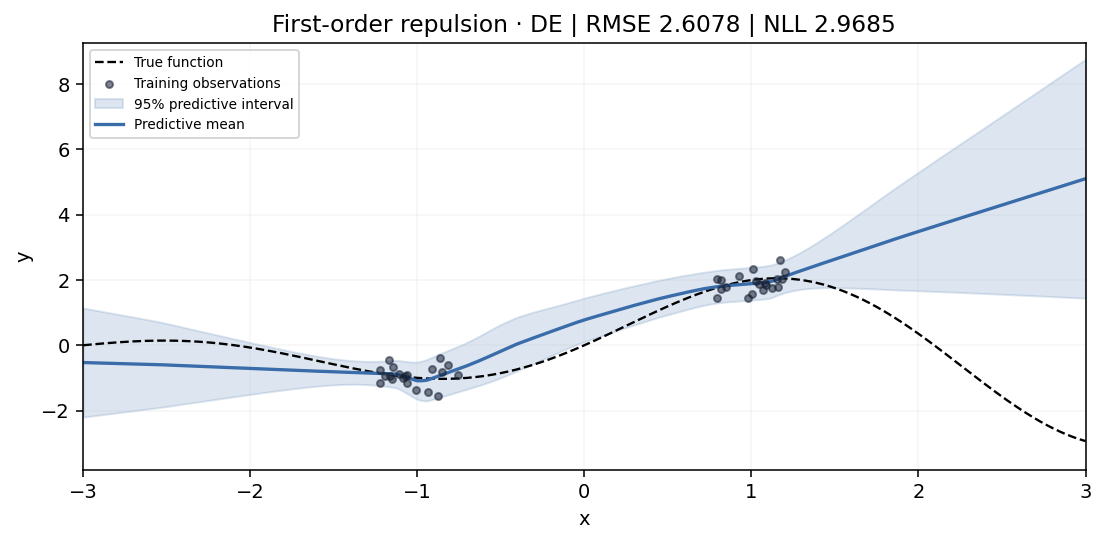 First-order repulsion · DE | RMSE 2.6078 | NLL 2.9685
True function
Training observations
95% predictive interval
Predictive mean
8
6
4
2
0
−2
y
−3
−2
−1
0
1
2
3
x